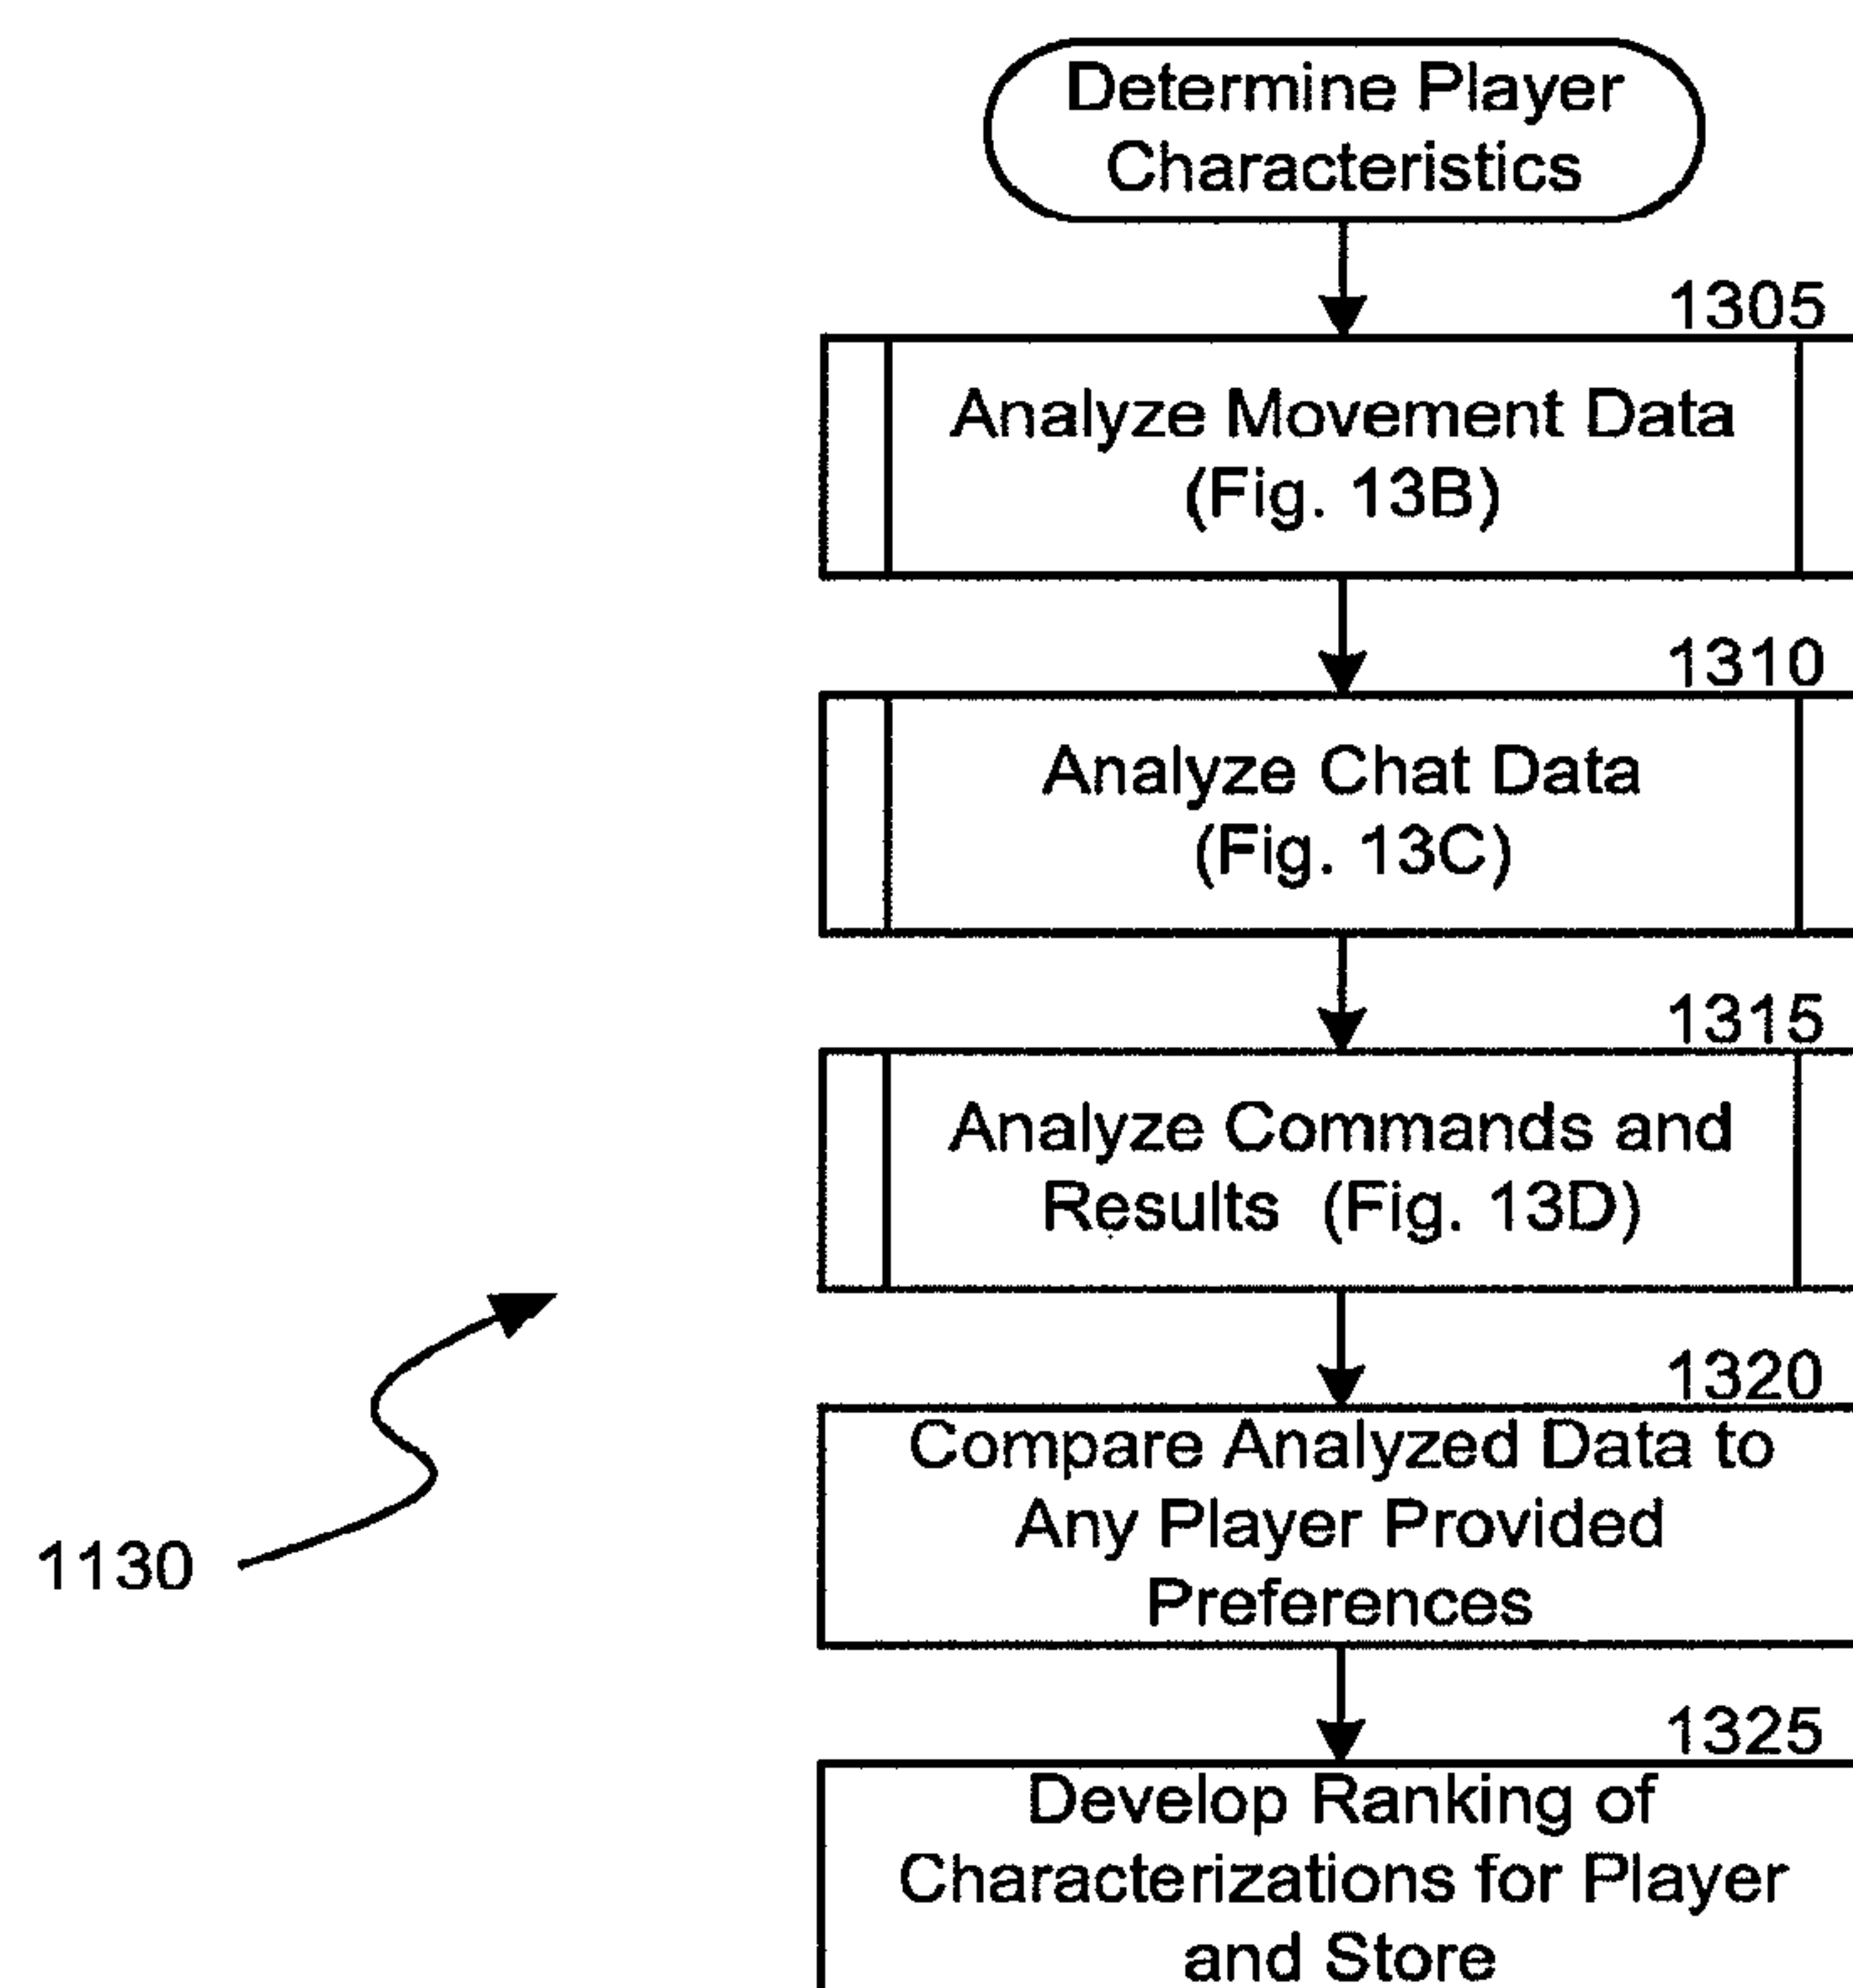 Determine Player
Characteristics
1305
Analyze Movement Data
(Fig. 13B)
1310
Analyze Chat Data
(Fig. 13C)
1315
Analyze Commands and
Results (Fig. 13D)
1320
Compare Analyzed Data to
Any Player Provided
Preferences
1130
1325
Develop Ranking of
Characterizations for Player
and Store